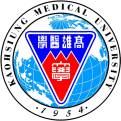 KAOHSIUNG MEDICAL UNIVERSITY
學醫雄高
·1954·